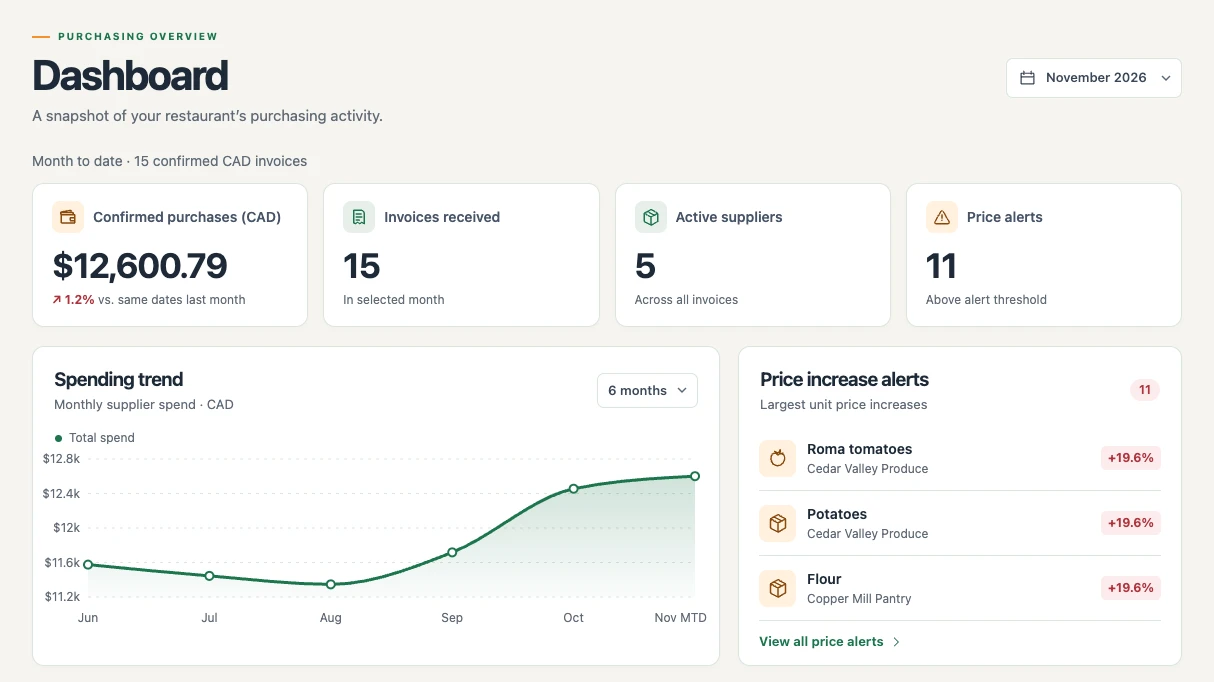 PURCHASING OVERVIEW
Dashboard
A snapshot of your restaurant's purchasing activity.
November 2026
Month to date · 15 confirmed CAD invoices
Confirmed purchases (CAD)
$12,600.79
↗ 1.2% vs. same dates last month
Invoices received
15
In selected month
Active suppliers
5
Across all invoices
Price alerts
11
Above alert threshold
Spending trend
Monthly supplier spend · CAD
6 months
Total spend
$12.8k
$12.4k
$12k
$11.6k
$11.2k
Jun Jul Aug Sep Oct Nov MTD
Price increase alerts
Largest unit price increases
11
Roma tomatoes
Cedar Valley Produce
+19.6%
Potatoes
Cedar Valley Produce
+19.6%
Flour
Copper Mill Pantry
+19.6%
View all price alerts